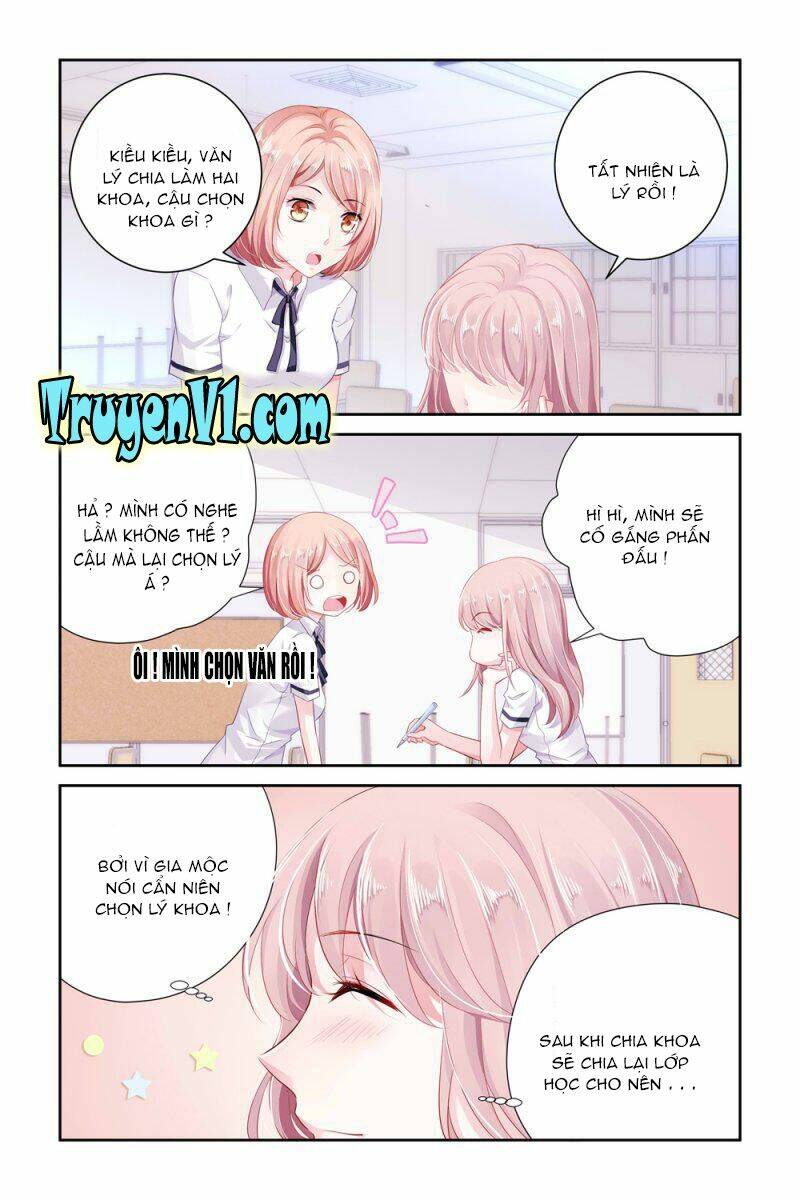 KIỀU KIỀU, VĂN
LÝ CHIA LÀM HAI
KHOA, CẬU CHỌN
KHOA GÌ ?
TẤT NHIÊN LÀ
LÝ RỒI !
TruyenV1.com
HẢ ? MÌNH CÓ NGHE
LẦM KHÔNG THẾ ?
CẬU MÀ LẠI CHỌN LÝ
Á ?
HÌ HÌ, MÌNH SẼ
CỐ GẮNG PHẤN
ĐẤU !
ÔI ! MÌNH CHỌN VĂN RỒI !
BỞI VÌ GIA MỘC
NÓI CẨN NIÊN
CHỌN LÝ KHOA !
SAU KHI CHIA KHOA
SẼ CHIA LẠI LỚP
HỌC CHO NÊN . . .